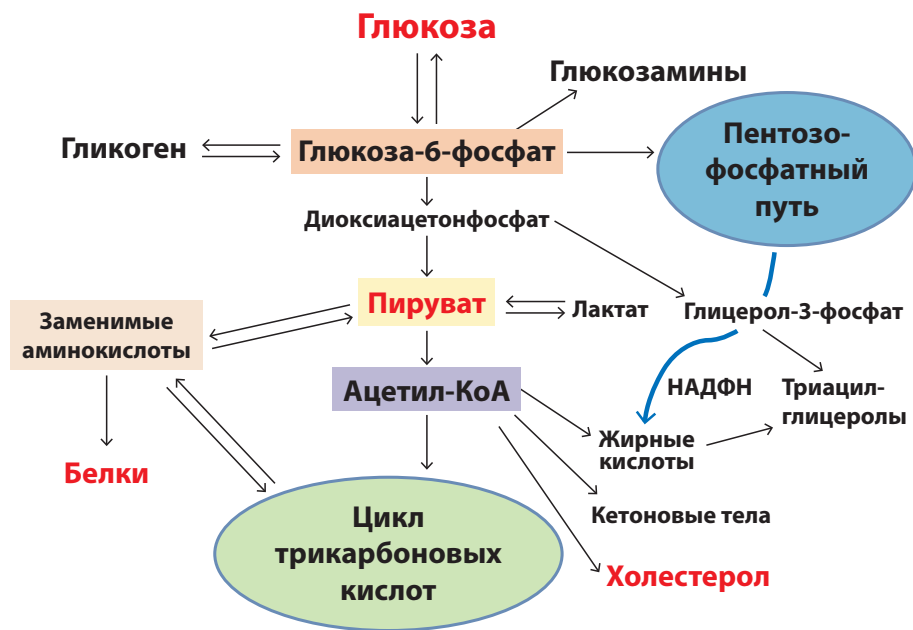 Глюкоза
Глюкозамины
Гликоген
Глюкоза-6-фосфат
Пентозо-
фосфатный
путь
Диоксиацетонфосфат
Пируват
Лактат
Глицерол-3-фосфат
Заменимые
аминокислоты
Ацетил-КоА
НАДФН
Триацил-
глицеролы
Жирные
кислоты
Белки
Цикл
трикарбоновых
кислот
Кетоновые тела
Холестерол